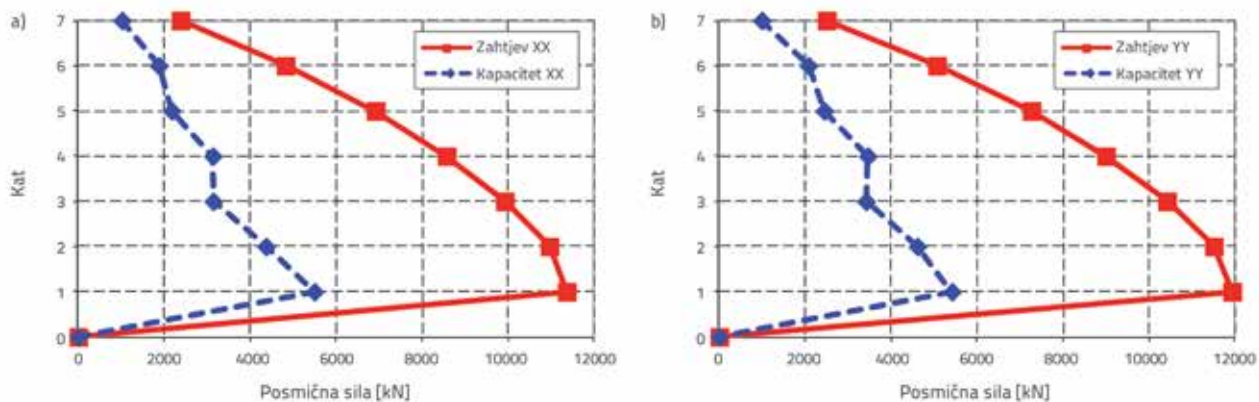 a)
7
6
5
4
3
2
1
0
Kat
Zahtjev XX
Kapacitet XX
0 2000 4000 6000 8000 10000 12000
Posmična sila [kN]
b)
7
6
5
4
3
2
1
0
Kat
Zahtjev YY
Kapacitet YY
0 2000 4000 6000 8000 10000 12000
Posmična sila [kN]